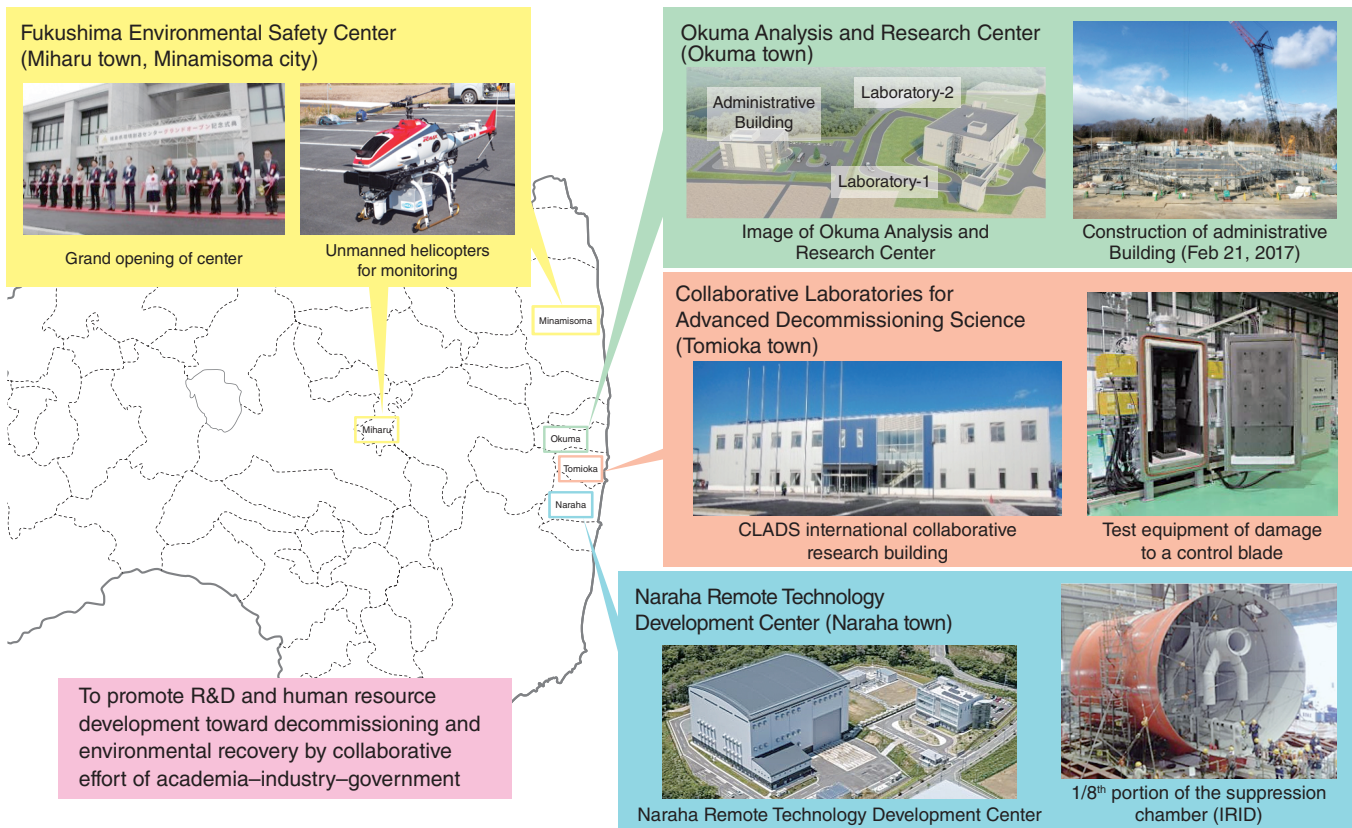 Fukushima Environmental Safety Center
(Miharu town, Minamisoma city)
Grand opening of center
Unmanned helicopters
for monitoring
Okuma Analysis and Research Center
(Okuma town)
Administrative
Building
Laboratory-2
Laboratory-1
Image of Okuma Analysis and
Research Center
Construction of administrative
Building (Feb 21, 2017)
Minamisoma
Miharu
Okuma
Tomioka
Naraha
Collaborative Laboratories for
Advanced Decommissioning Science
(Tomioka town)
CLADS international collaborative
research building
Test equipment of damage
to a control blade
Naraha Remote Technology
Development Center (Naraha town)
Naraha Remote Technology Development Center
1/8th portion of the suppression
chamber (IRID)
To promote R&D and human resource
development toward decommissioning and
environmental recovery by collaborative
effort of academia–industry–government